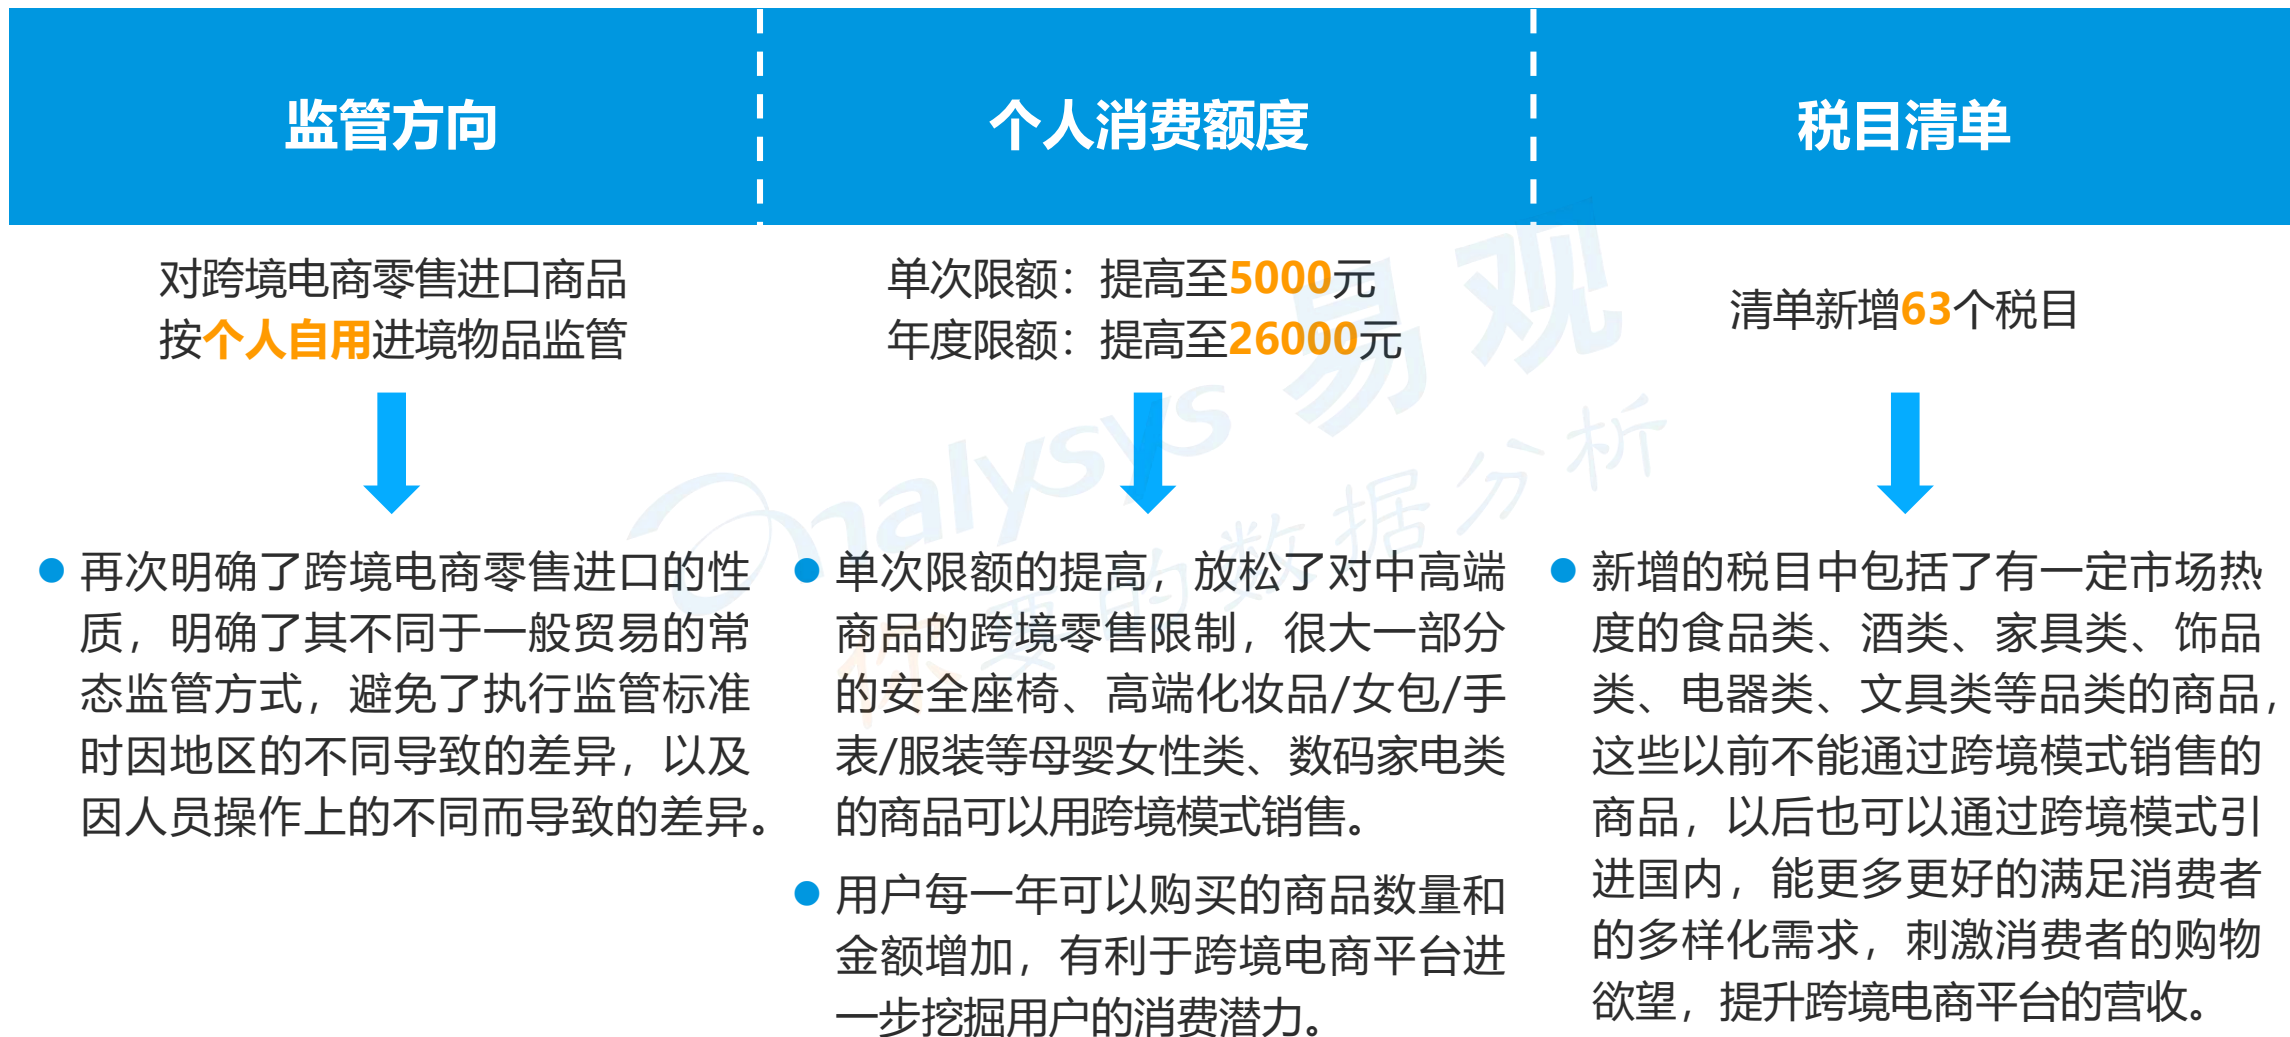 监管方向
对跨境电商零售进口商品
按个人自用进境物品监管
再次明确了跨境电商零售进口的性
质，明确了其不同于一般贸易的常
态监管方式，避免了执行监管标准
时因地区的不同导致的差异，以及
因人员操作上的不同而导致的差异。
个人消费额度
单次限额：提高至5000元
年度限额：提高至26000元
单次限额的提高，放松了对中高端
商品的跨境零售限制，很大一部分
的安全座椅、高端化妆品/女包/手
表/服装等母婴女性类、数码家电类
的商品可以用跨境模式销售。
用户每一年可以购买的商品数量和
金额增加，有利于跨境电商平台进
一步挖掘用户的消费潜力。
税目清单
清单新增63个税目
新增的税目中包括了有一定市场热
度的食品类、酒类、家具类、饰品
类、电器类、文具类等品类的商品，
这些以前不能通过跨境模式销售的
商品，以后也可以通过跨境模式引
进国内，能更多更好的满足消费者
的多样化需求，刺激消费者的购物
欲望，提升跨境电商平台的营收。
analysys 易观
你要的数据分析